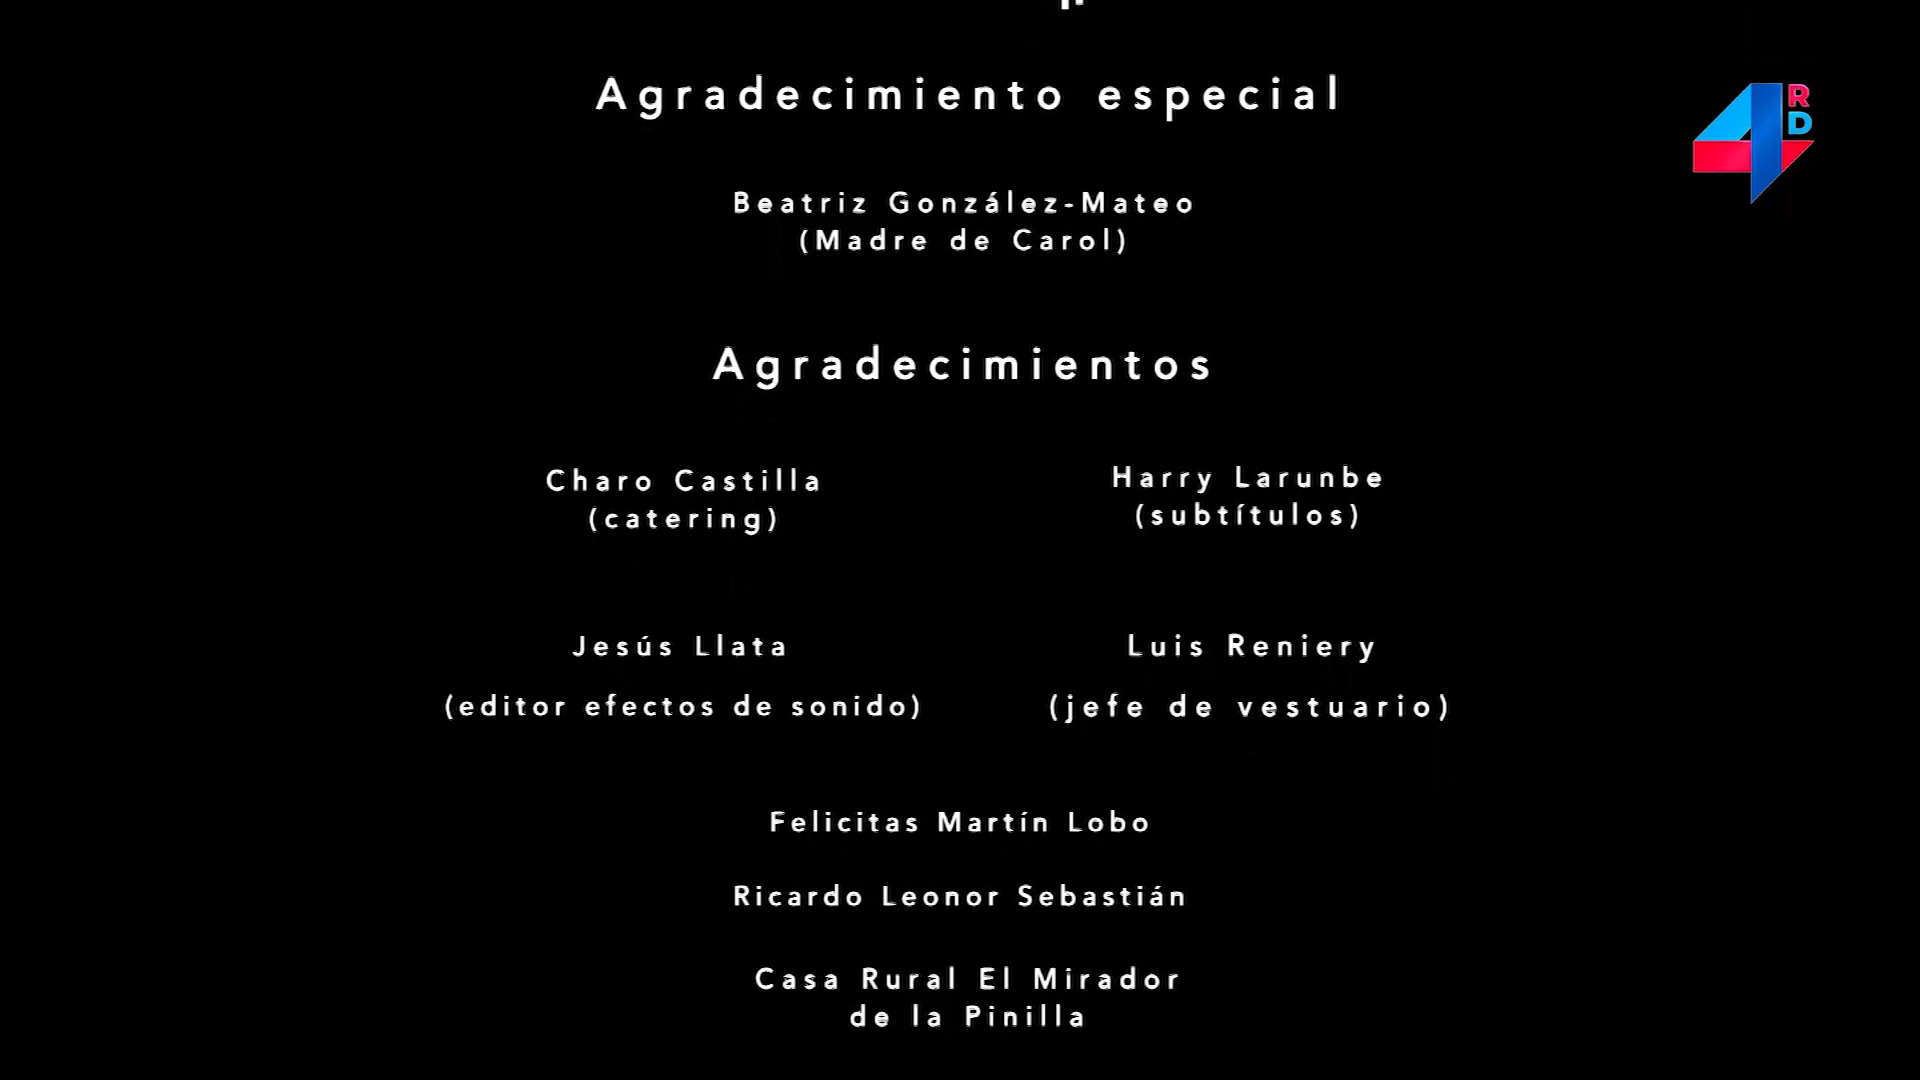 Agradecimiento especial
Beatriz González-Mateo
(Madre de Carol)
Agradecimientos
Charo Castilla
(catering)
Harry Larunbe
(subtítulos)
Jesús Llata
(editor efectos de sonido)
Luis Reniery
(jefe de vestuario)
Felicitas Martín Lobo
Ricardo Leonor Sebastián
Casa Rural El Mirador
de la Pinilla
4 RD